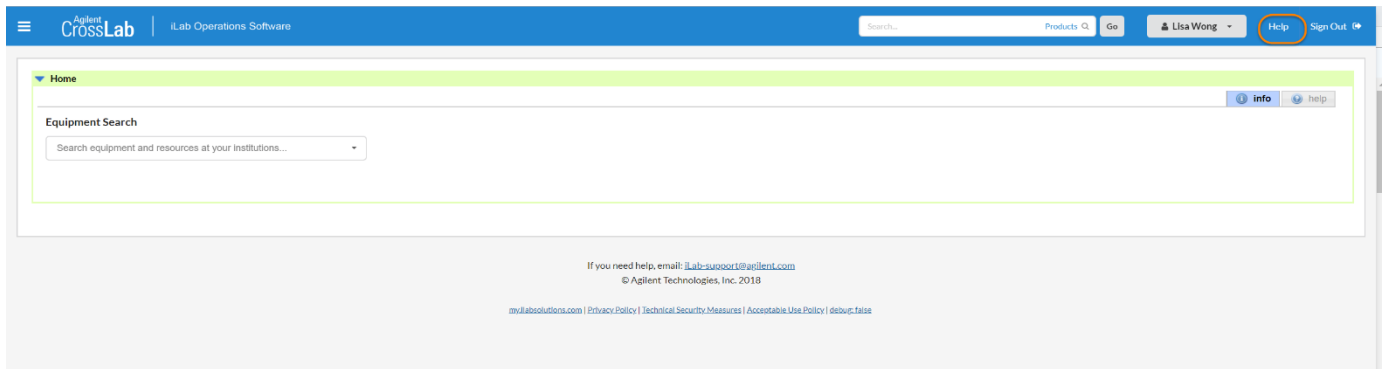 Agilent
CrossLab
iLab Operations Software
Search...
Products
Go
Lisa Wong
Help
Sign Out
Home
info
help
Equipment Search
Search equipment and resources at your institutions...
If you need help, email: iLab-support@agilent.com
© Agilent Technologies, Inc. 2018
my.ilabsolutions.com | Privacy Policy | Technical Security Measures | Acceptable Use Policy | debug: false